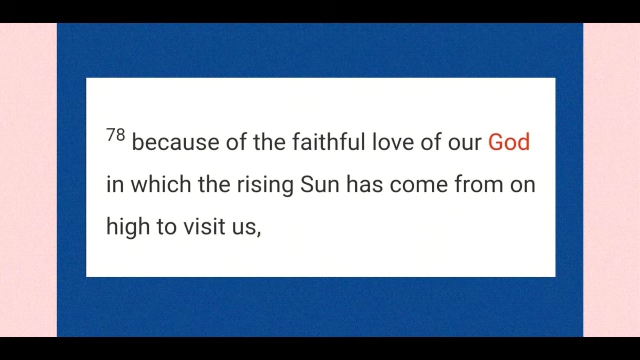 78 because of the faithful love of our God
in which the rising Sun has come from on
high to visit us,